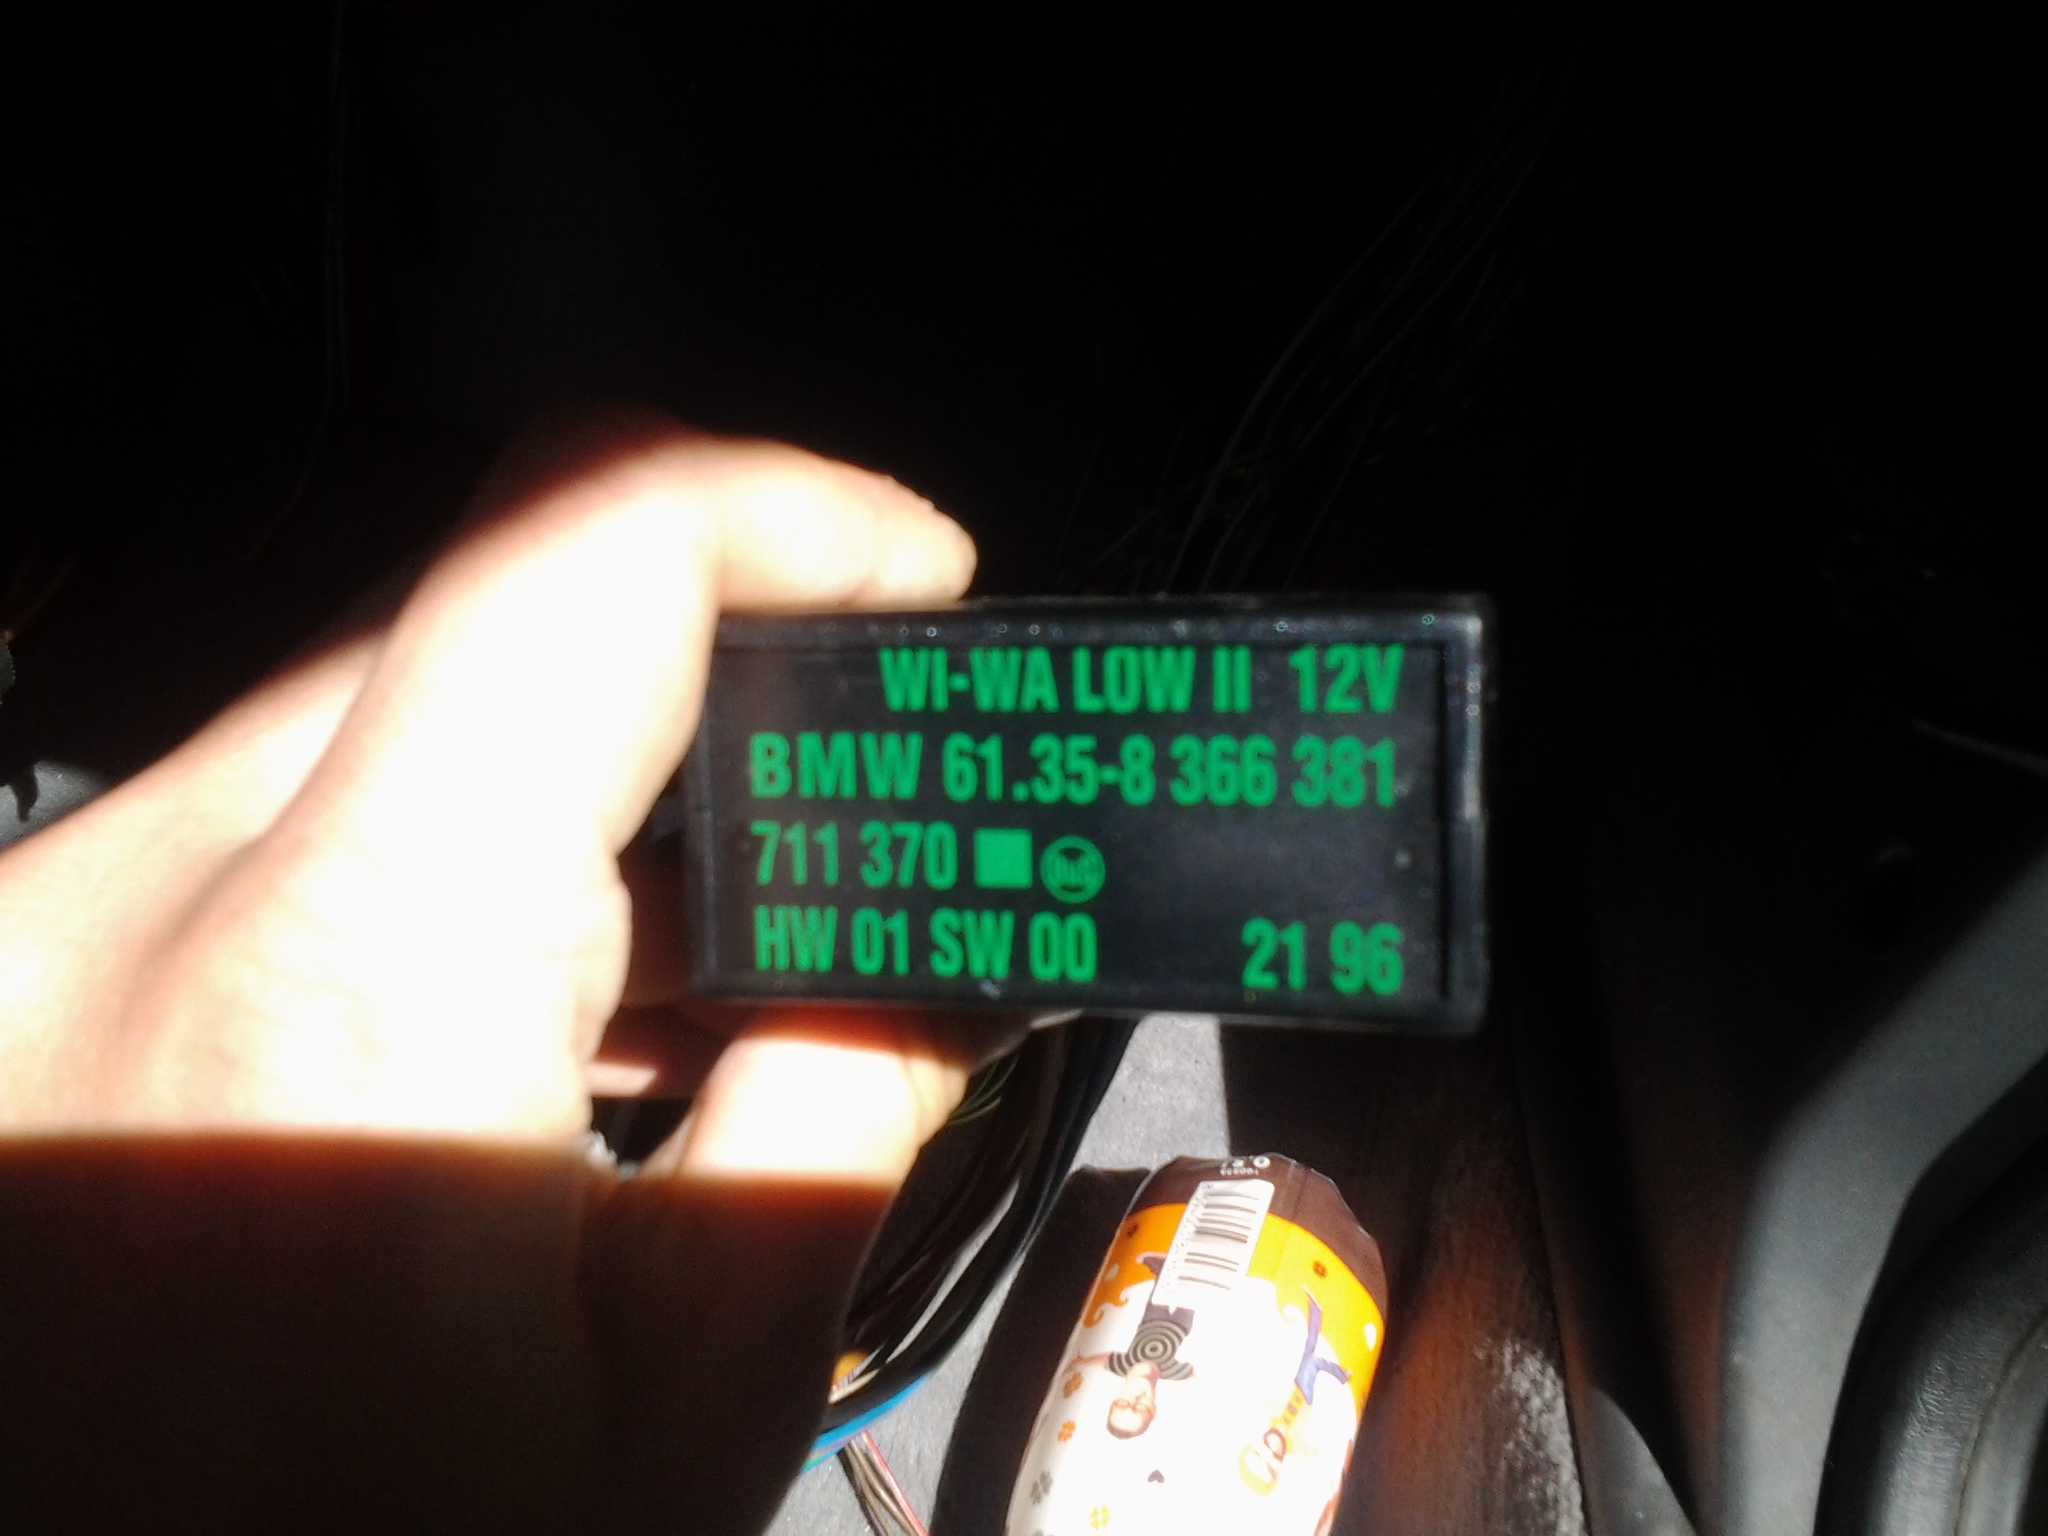 WI-WA LOW II 12V
BMW 61.35-8 366 381
711 370
HW 01 SW 00 21 96